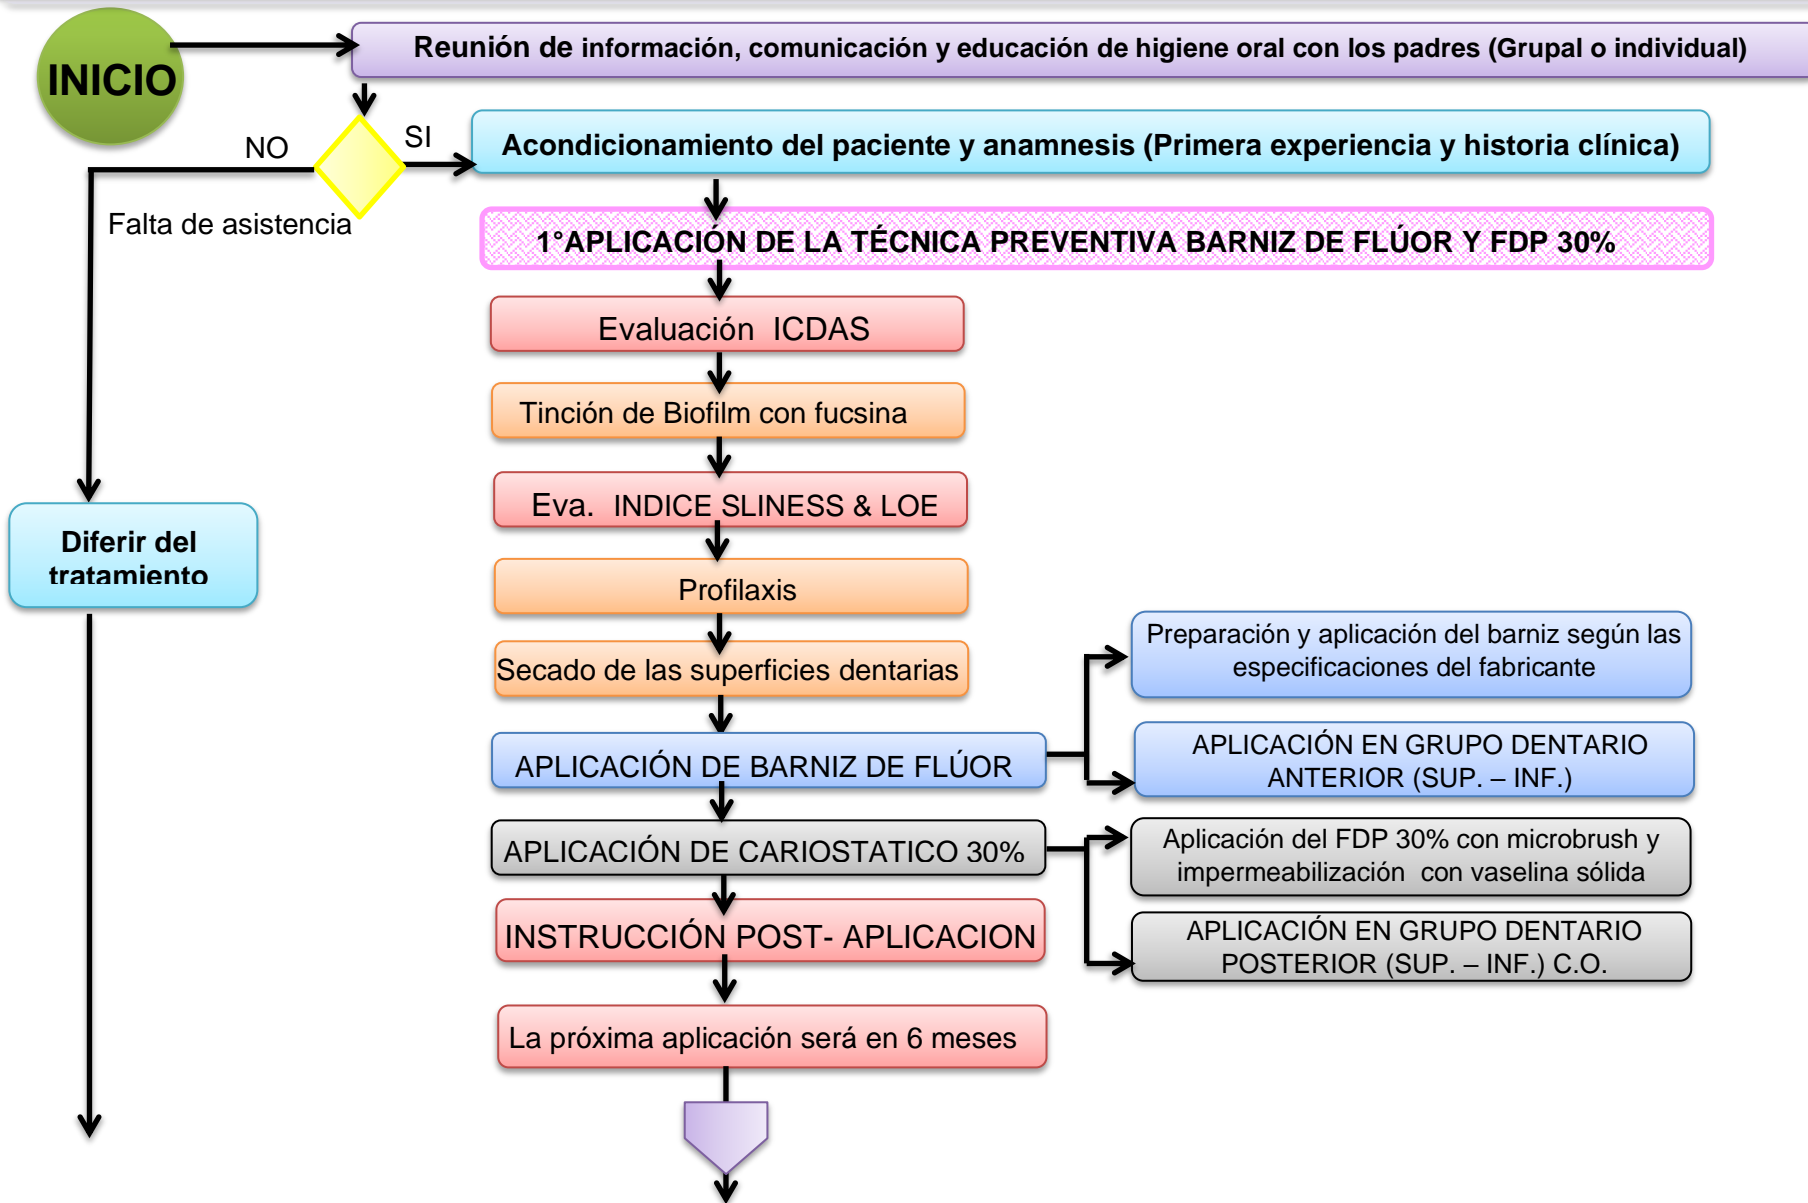 INICIO
Reunión de información, comunicación y educación de higiene oral con los padres (Grupal o individual)
NO
SI
Acondicionamiento del paciente y anamnesis (Primera experiencia y historia clínica)
Falta de asistencia
1°APLICACIÓN DE LA TÉCNICA PREVENTIVA BARNIZ DE FLÚOR Y FDP 30%
Evaluación ICDAS
Tinción de Biofilm con fucsina
Eva. INDICE SLINESS & LOE
Diferir del
tratamiento
Profilaxis
Secado de las superficies dentarias
Preparación y aplicación del barniz según las
especificaciones del fabricante
APLICACIÓN DE BARNIZ DE FLÚOR
APLICACIÓN EN GRUPO DENTARIO
ANTERIOR (SUP. – INF.)
APLICACIÓN DE CARIOSTATICO 30%
Aplicación del FDP 30% con microbrush y
impermeabilización con vaselina sólida
INSTRUCCIÓN POST- APLICACION
APLICACIÓN EN GRUPO DENTARIO
POSTERIOR (SUP. – INF.) C.O.
La próxima aplicación será en 6 meses